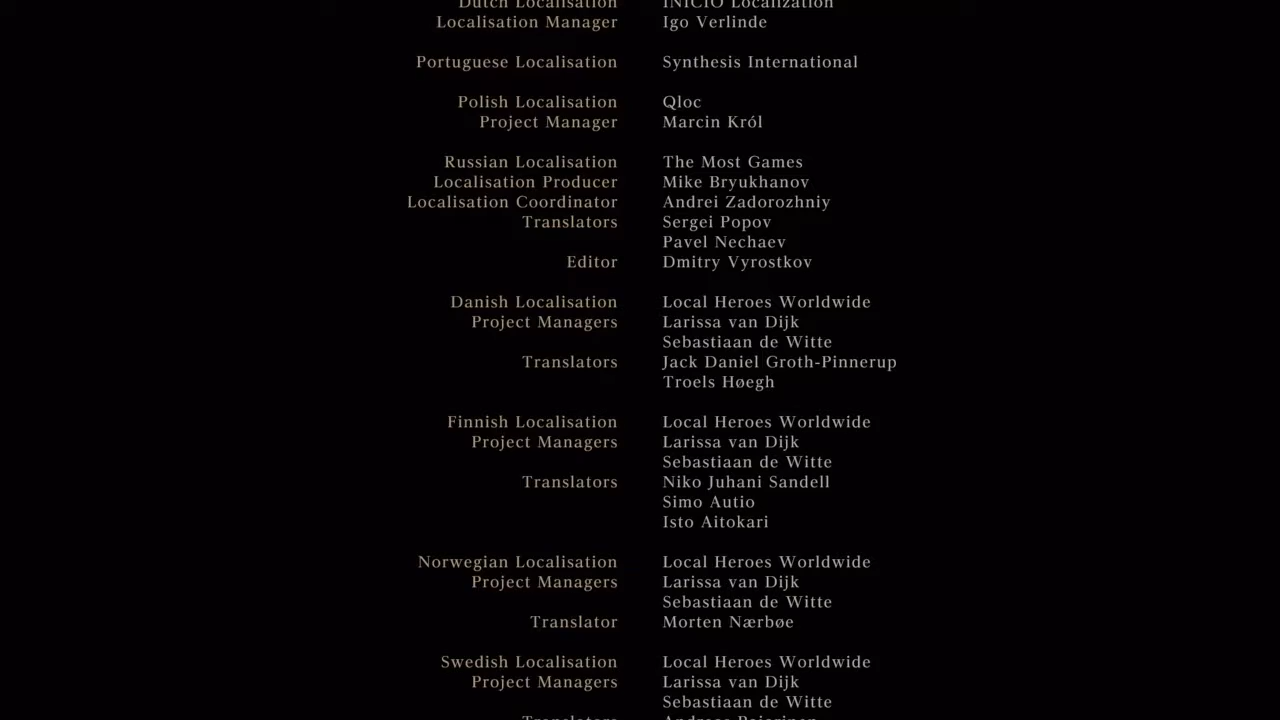 Dutch Localisation INICIO Localization
Localisation Manager Igo Verlinde
Portuguese Localisation Synthesis International
Polish Localisation Qloc
Project Manager Marcin Król
Russian Localisation The Most Games
Localisation Producer Mike Bryukhanov
Localisation Coordinator Andrei Zadorozhniy
Translators Sergei Popov
Pavel Nechaev
Editor Dmitry Vyrostkov
Danish Localisation Local Heroes Worldwide
Project Managers Larissa van Dijk
Sebastiaan de Witte
Translators Jack Daniel Groth-Pinnerup
Troels Høegh
Finnish Localisation Local Heroes Worldwide
Project Managers Larissa van Dijk
Sebastiaan de Witte
Translators Niko Juhani Sandell
Simo Autio
Isto Aitokari
Norwegian Localisation Local Heroes Worldwide
Project Managers Larissa van Dijk
Sebastiaan de Witte
Translator Morten Nærbøe
Swedish Localisation Local Heroes Worldwide
Project Managers Larissa van Dijk
Sebastiaan de Witte
Translators